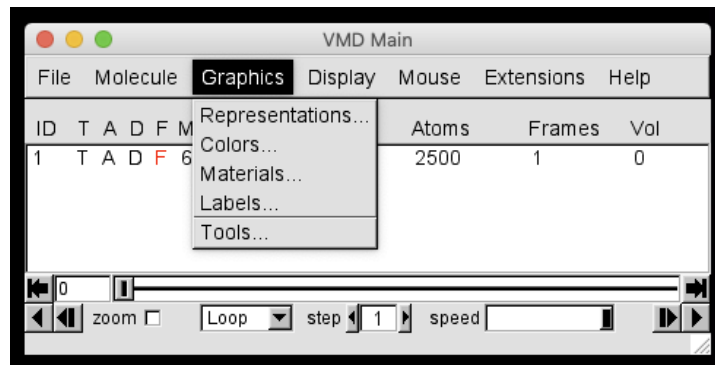 VMD Main
File Molecule Graphics Display Mouse Extensions Help
Representations...
Colors...
Materials...
Labels...
Tools...
ID T A D F M Atoms Frames Vol
1 T A D F 6 2500 1 0
0
zoom Loop step 1 speed